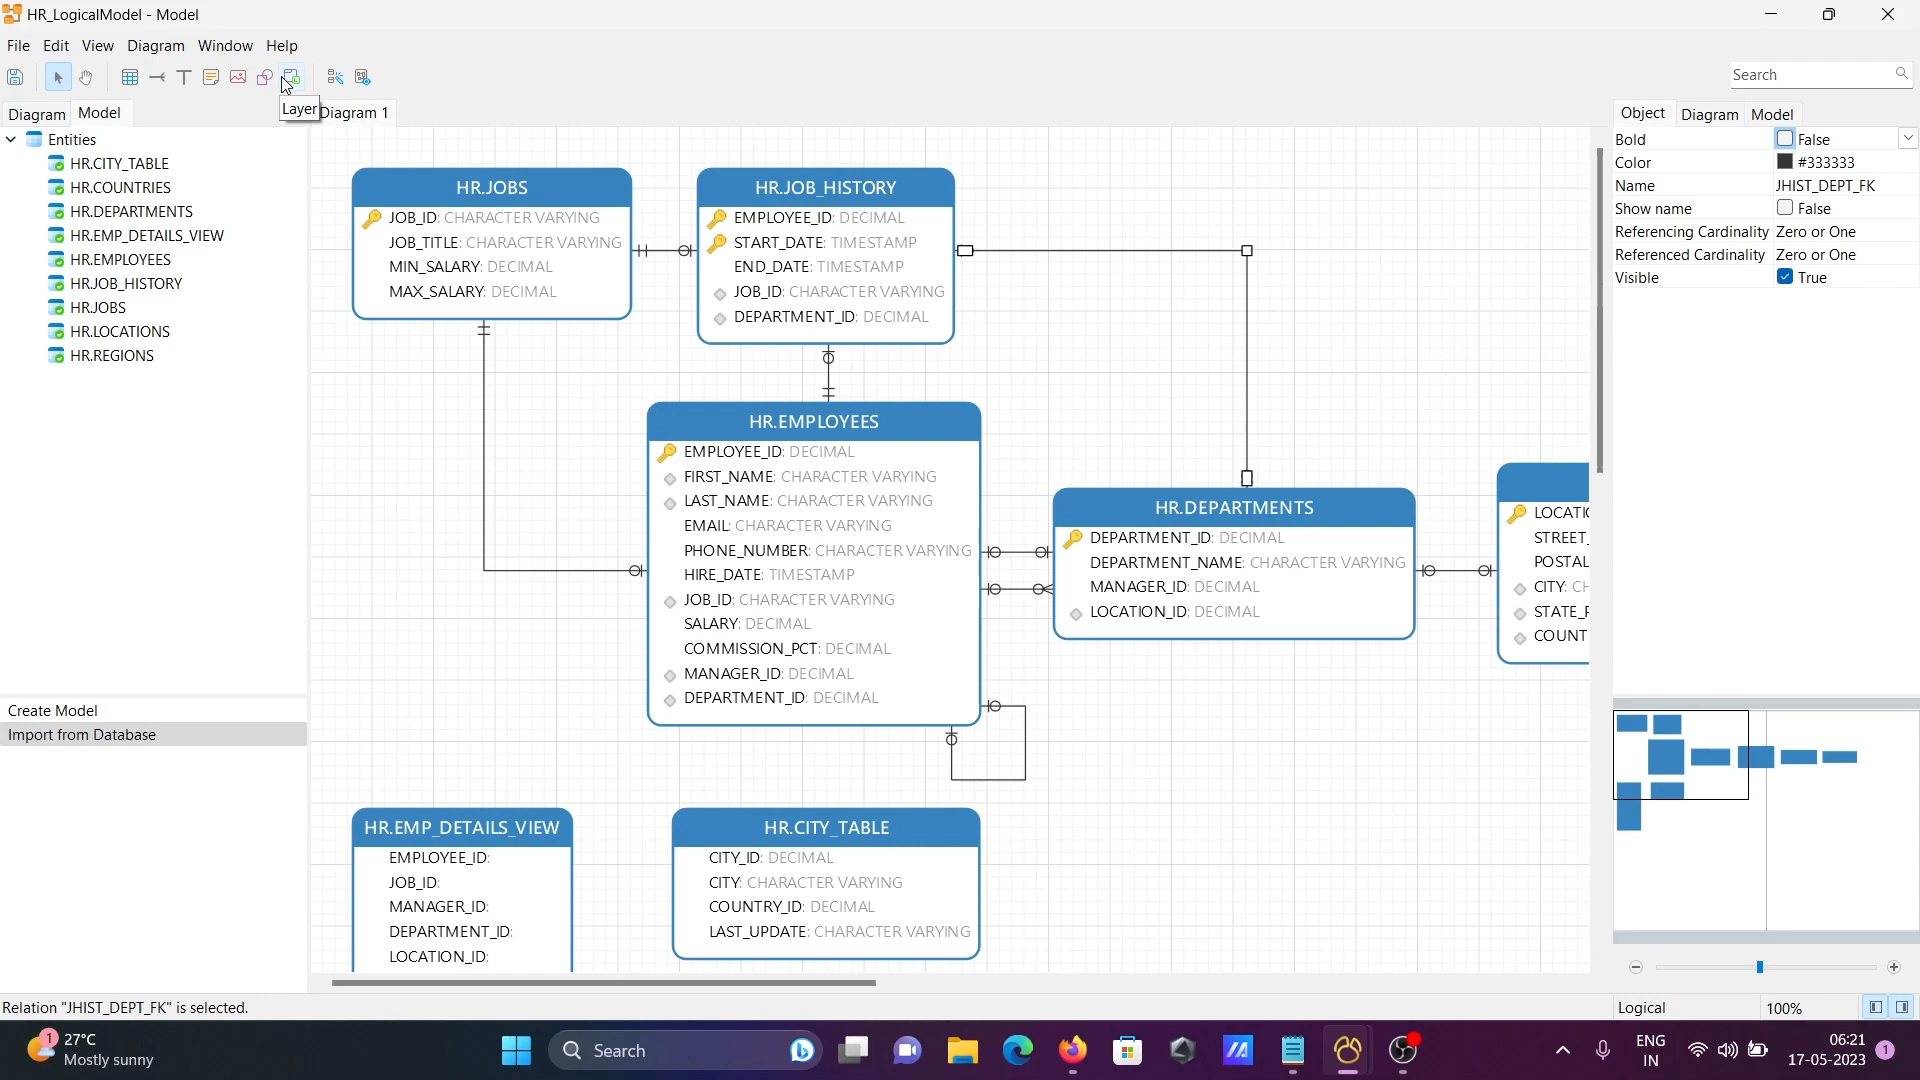 HR_LogicalModel - Model
File Edit View Diagram Window Help
Search
Layer
Diagram Model
Diagram 1
Entities
HR.CITY_TABLE
HR.COUNTRIES
HR.DEPARTMENTS
HR.EMP_DETAILS_VIEW
HR.EMPLOYEES
HR.JOB_HISTORY
HR.JOBS
HR.LOCATIONS
HR.REGIONS
Create Model
Import from Database
HR.JOBS
JOB_ID: CHARACTER VARYING
JOB_TITLE: CHARACTER VARYING
MIN_SALARY: DECIMAL
MAX_SALARY: DECIMAL
HR.JOB_HISTORY
EMPLOYEE_ID: DECIMAL
START_DATE: TIMESTAMP
END_DATE: TIMESTAMP
JOB_ID: CHARACTER VARYING
DEPARTMENT_ID: DECIMAL
HR.EMPLOYEES
EMPLOYEE_ID: DECIMAL
FIRST_NAME: CHARACTER VARYING
LAST_NAME: CHARACTER VARYING
EMAIL: CHARACTER VARYING
PHONE_NUMBER: CHARACTER VARYING
HIRE_DATE: TIMESTAMP
JOB_ID: CHARACTER VARYING
SALARY: DECIMAL
COMMISSION_PCT: DECIMAL
MANAGER_ID: DECIMAL
DEPARTMENT_ID: DECIMAL
HR.DEPARTMENTS
DEPARTMENT_ID: DECIMAL
DEPARTMENT_NAME: CHARACTER VARYING
MANAGER_ID: DECIMAL
LOCATION_ID: DECIMAL
STREET_
POSTAL
CITY: CH
COUNT
HR.EMP_DETAILS_VIEW
EMPLOYEE_ID:
JOB_ID:
MANAGER_ID:
DEPARTMENT_ID:
LOCATION_ID:
HR.CITY_TABLE
CITY_ID: DECIMAL
CITY: CHARACTER VARYING
COUNTRY_ID: DECIMAL
LAST_UPDATE: CHARACTER VARYING
Object Diagram Model
Bold False
Color #333333
Name JHIST_DEPT_FK
Show name False
Referencing Cardinality Zero or One
Referenced Cardinality Zero or One
Visible True
Relation "JHIST_DEPT_FK" is selected.
Logical 100%
1 27°C
Mostly sunny
Search
ENG
IN
06:21
17-05-2023
1